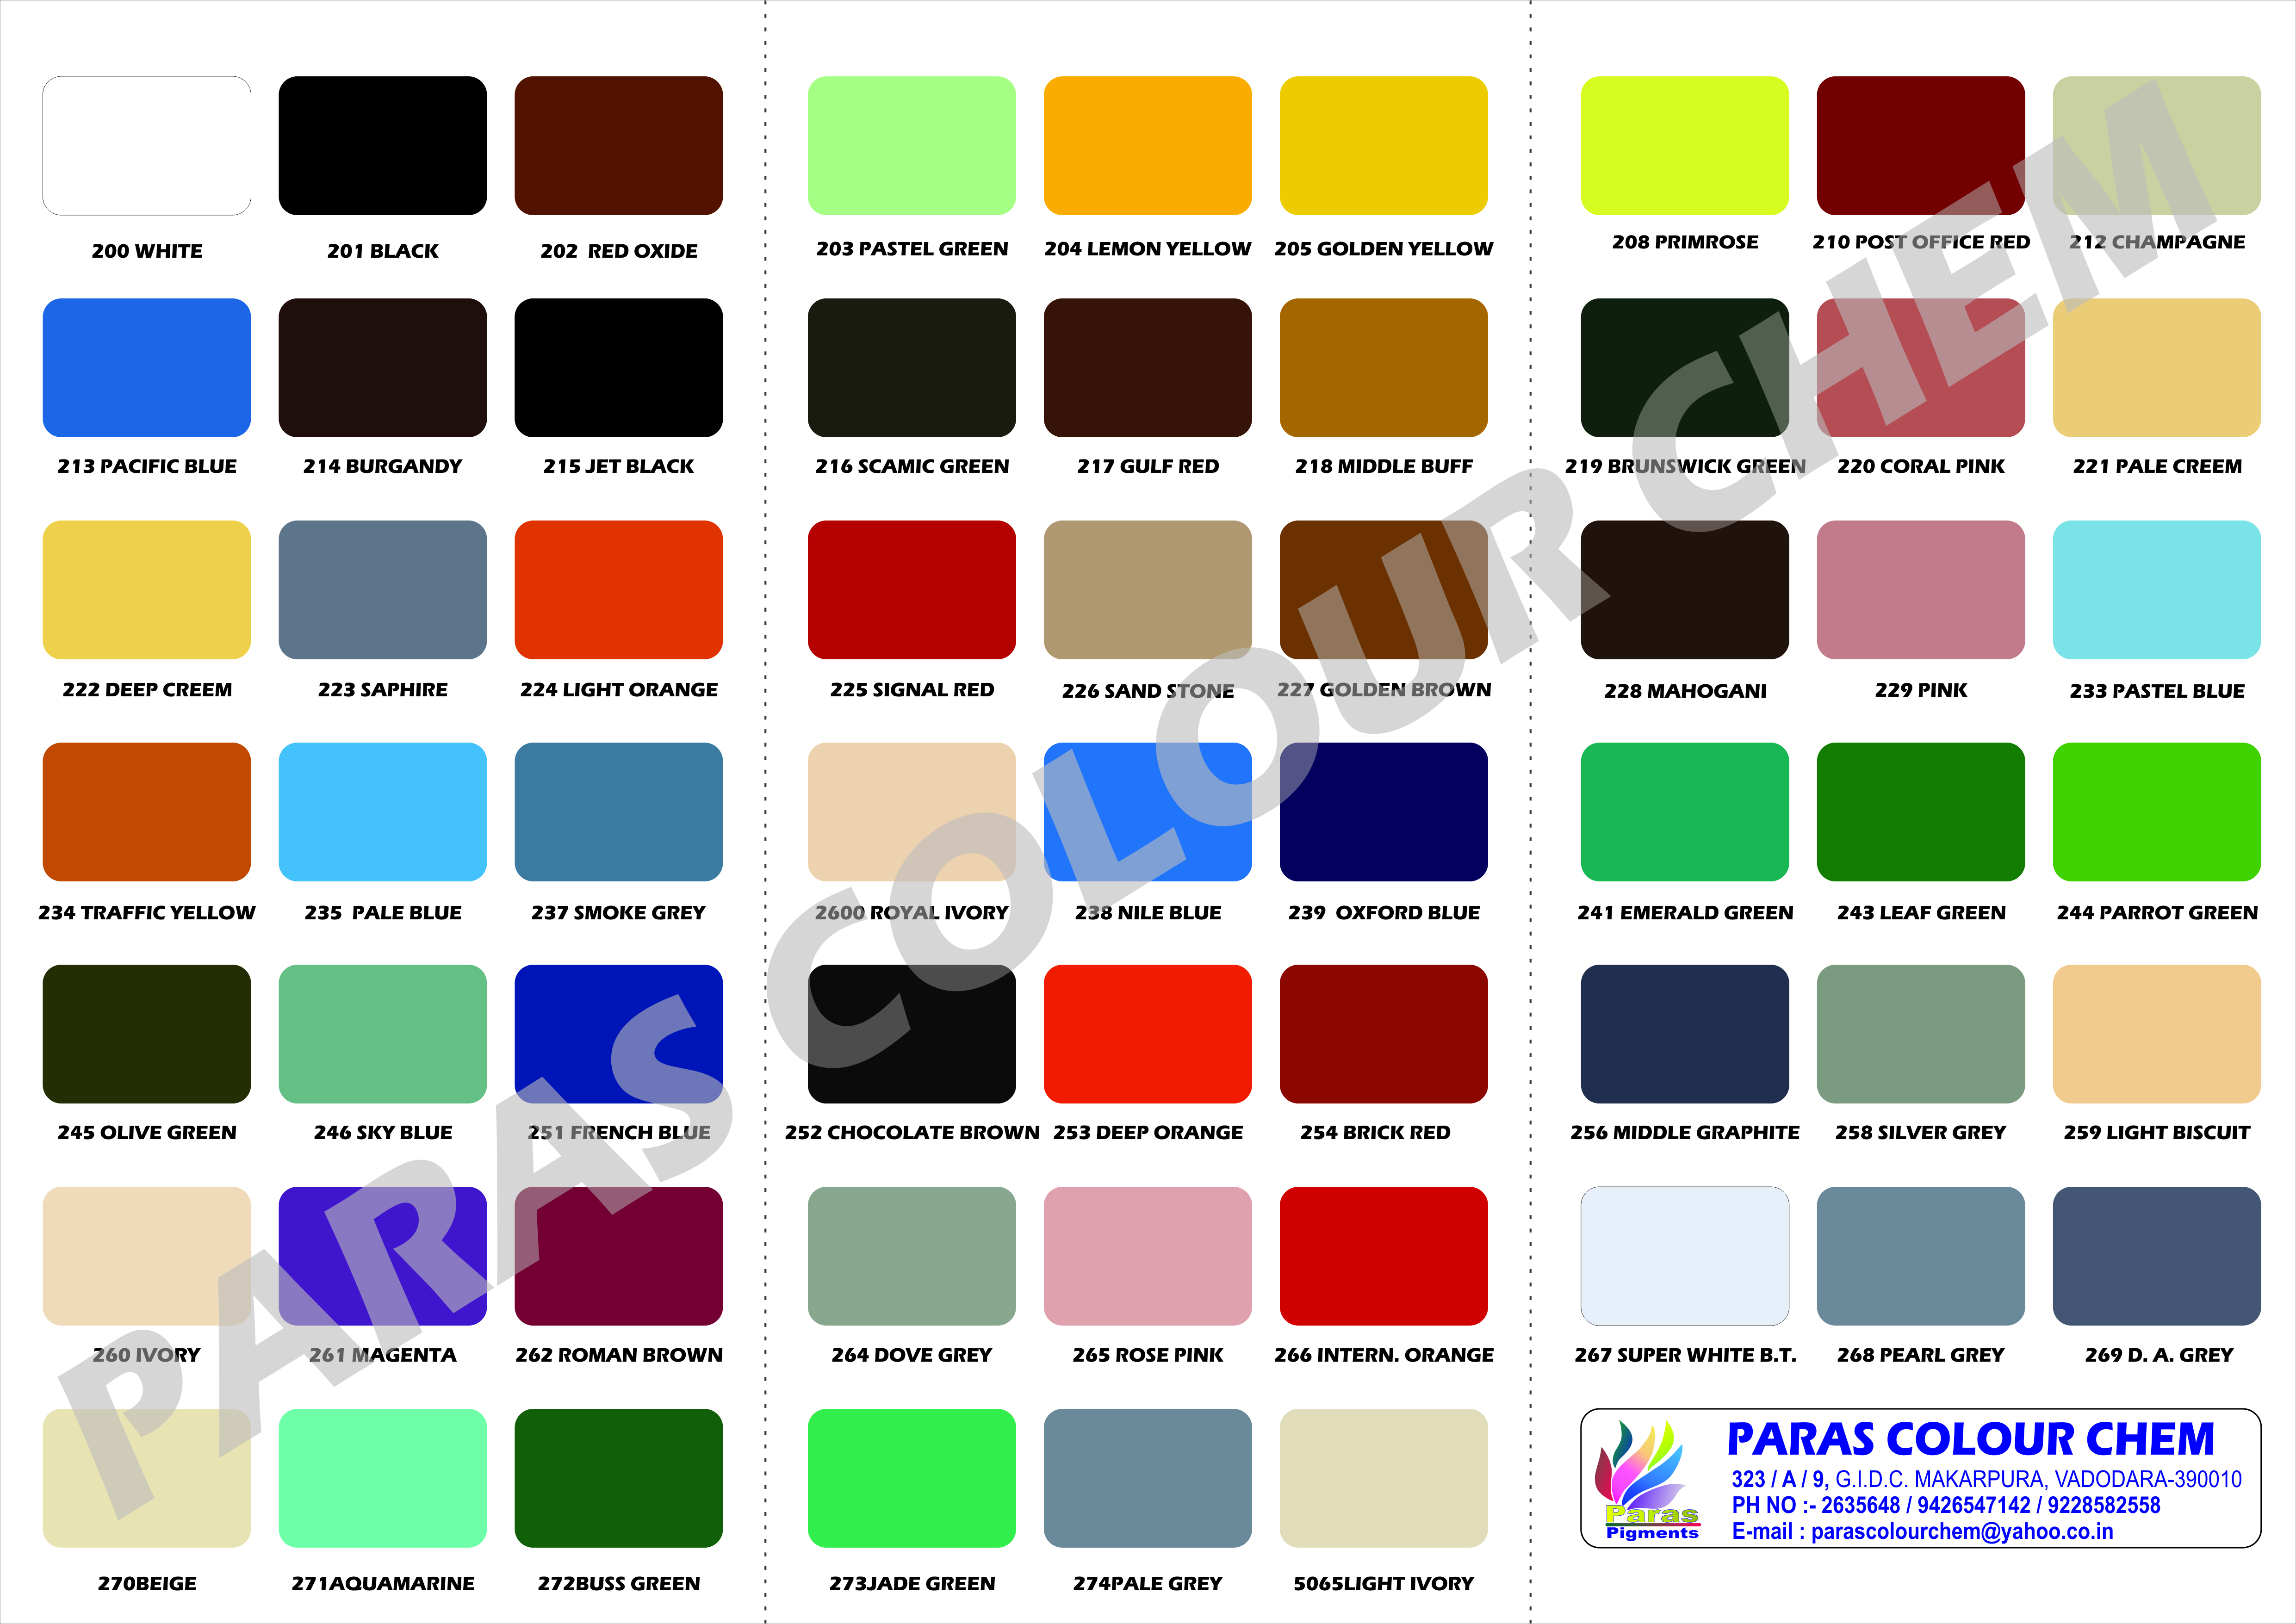 200 WHITE
201 BLACK
202 RED OXIDE
203 PASTEL GREEN
204 LEMON YELLOW
205 GOLDEN YELLOW
208 PRIMROSE
210 POST OFFICE RED
212 CHAMPAGNE
213 PACIFIC BLUE
214 BURGANDY
215 JET BLACK
216 SCAMIC GREEN
217 GULF RED
218 MIDDLE BUFF
219 BRUNSWICK GREEN
220 CORAL PINK
221 PALE CREEM
222 DEEP CREEM
223 SAPHIRE
224 LIGHT ORANGE
225 SIGNAL RED
226 SAND STONE
227 GOLDEN BROWN
228 MAHOGANI
229 PINK
233 PASTEL BLUE
234 TRAFFIC YELLOW
235 PALE BLUE
237 SMOKE GREY
2600 ROYAL IVORY
238 NILE BLUE
239 OXFORD BLUE
241 EMERALD GREEN
243 LEAF GREEN
244 PARROT GREEN
245 OLIVE GREEN
246 SKY BLUE
251 FRENCH BLUE
252 CHOCOLATE BROWN
253 DEEP ORANGE
254 BRICK RED
256 MIDDLE GRAPHITE
258 SILVER GREY
259 LIGHT BISCUIT
260 IVORY
261 MAGENTA
262 ROMAN BROWN
264 DOVE GREY
265 ROSE PINK
266 INTERN. ORANGE
267 SUPER WHITE B.T.
268 PEARL GREY
269 D. A. GREY
270BEIGE
271AQUAMARINE
272BUSS GREEN
273JADE GREEN
274PALE GREY
5065LIGHT IVORY
Paras
Pigments
PARAS COLOUR CHEM
323 / A / 9, G.I.D.C. MAKARPURA, VADODARA-390010
PH NO :- 2635648 / 9426547142 / 9228582558
E-mail : parascolourchem@yahoo.co.in
PARAS COLOUR CHEM